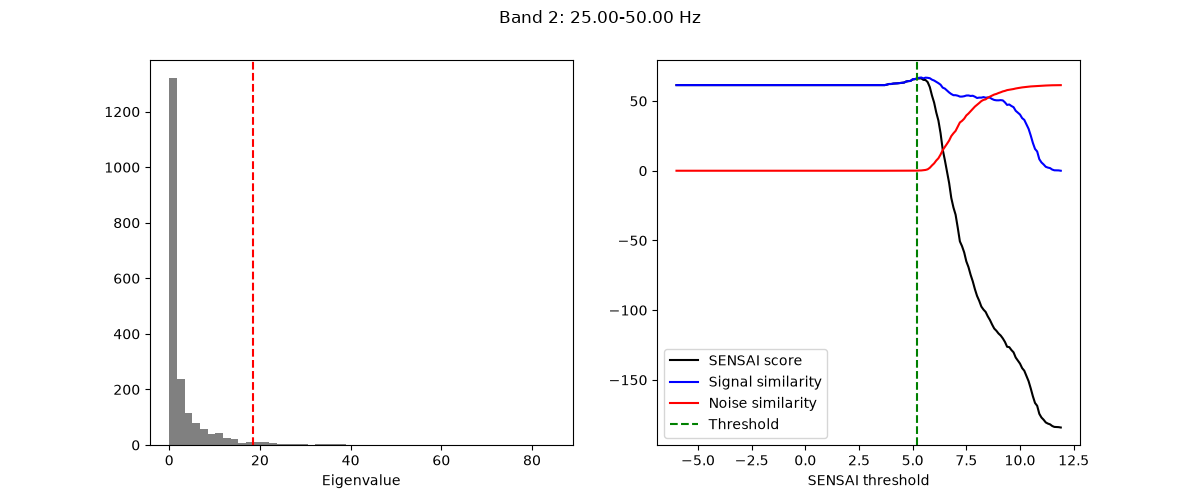 Band 2: 25.00-50.00 Hz
1200
1000
800
600
400
200
0
0 20 40 60 80
Eigenvalue
50
0
−50
−100
−150
SENSAI score
Signal similarity
Noise similarity
Threshold
−5.0 −2.5 0.0 2.5 5.0 7.5 10.0 12.5
SENSAI threshold